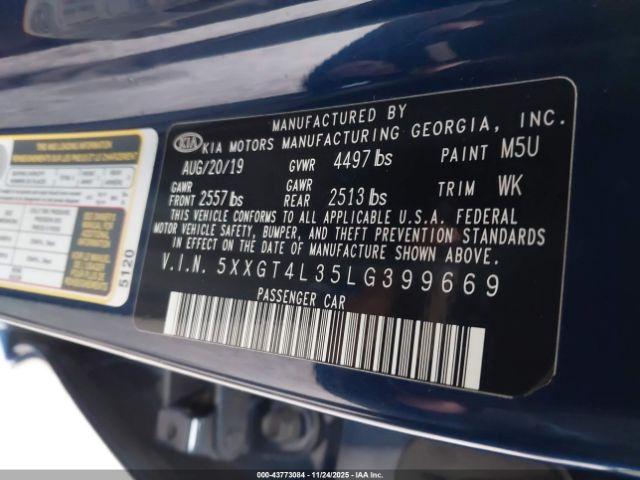 MANUFACTURED BY
KIA KIA MOTORS MANUFACTURING GEORGIA, INC.
AUG/20/19 GVWR 4497 lbs PAINT M5U
GAWR FRONT 2557 lbs GAWR REAR 2513 lbs TRIM WK
THIS VEHICLE CONFORMS TO ALL APPLICABLE U.S.A. FEDERAL
MOTOR VEHICLE SAFETY, BUMPER, AND THEFT PREVENTION STANDARDS
IN EFFECT ON THE DATE OF MANUFACTURE SHOWN ABOVE.
V.I.N. 5XXGT4L35LG399669
PASSENGER CAR
5120
000-43773084 - 11/24/2025 - IAA Inc.